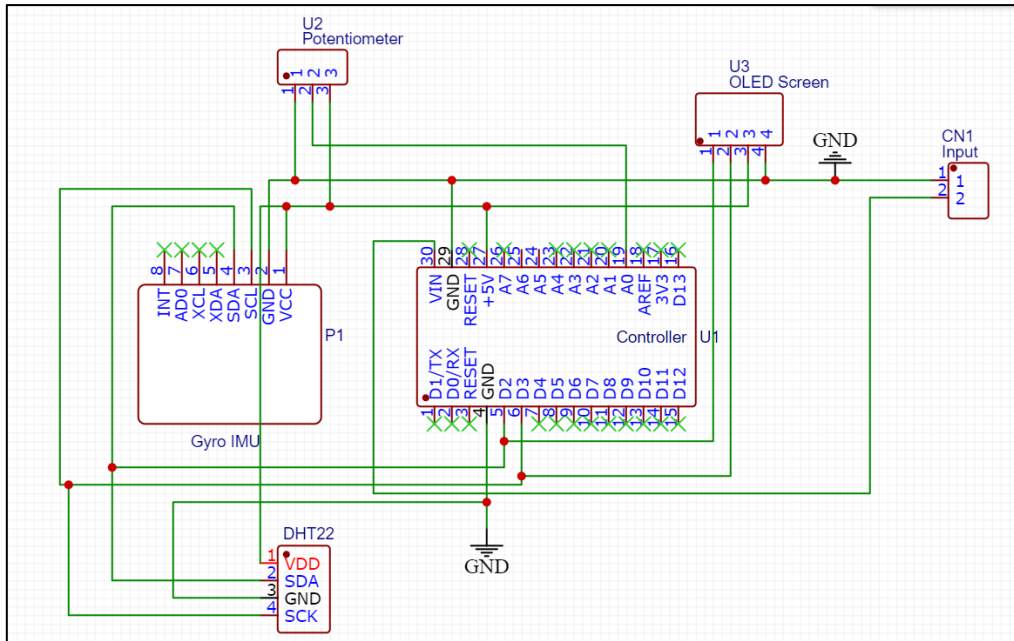 U2
Potentiometer
1 2 3
1 2 3
U3
OLED Screen
1 2 3 4
1 2 3 4
GND
CN1
Input
1 1
2 2
8 7 6 5 4 3 2 1
INT AD0 XCL XDA SDA SCL GND VCC
P1
Gyro IMU
30 29 28 27 26 25 24 23 22 21 20 19 18 17 16
VIN GND RESET +5V A7 A6 A5 A4 A3 A2 A1 A0 AREF 3V3 D13
Controller U1
D1/TX D0/RX RESET GND D2 D3 D4 D5 D6 D7 D8 D9 D10 D11 D12
1 2 3 4 5 6 7 8 9 10 11 12 13 14 15
GND
DHT22
1 VDD
2 SDA
3 GND
4 SCK